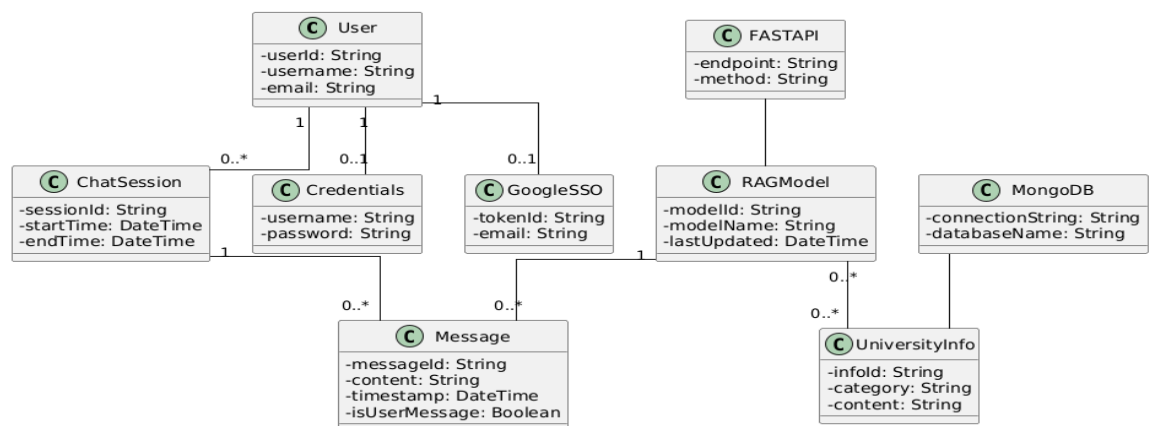 C User
-userId: String
-username: String
-email: String
C FASTAPI
-endpoint: String
-method: String
1
1
1
0..*
0..1
0..1
C ChatSession
-sessionId: String
-startTime: DateTime
-endTime: DateTime
C Credentials
-username: String
-password: String
C GoogleSSO
-tokenId: String
-email: String
C RAGModel
-modelId: String
-modelName: String
-lastUpdated: DateTime
C MongoDB
-connectionString: String
-databaseName: String
1
1
0..*
0..*
0..*
0..*
C Message
-messageId: String
-content: String
-timestamp: DateTime
-isUserMessage: Boolean
C UniversityInfo
-infoId: String
-category: String
-content: String